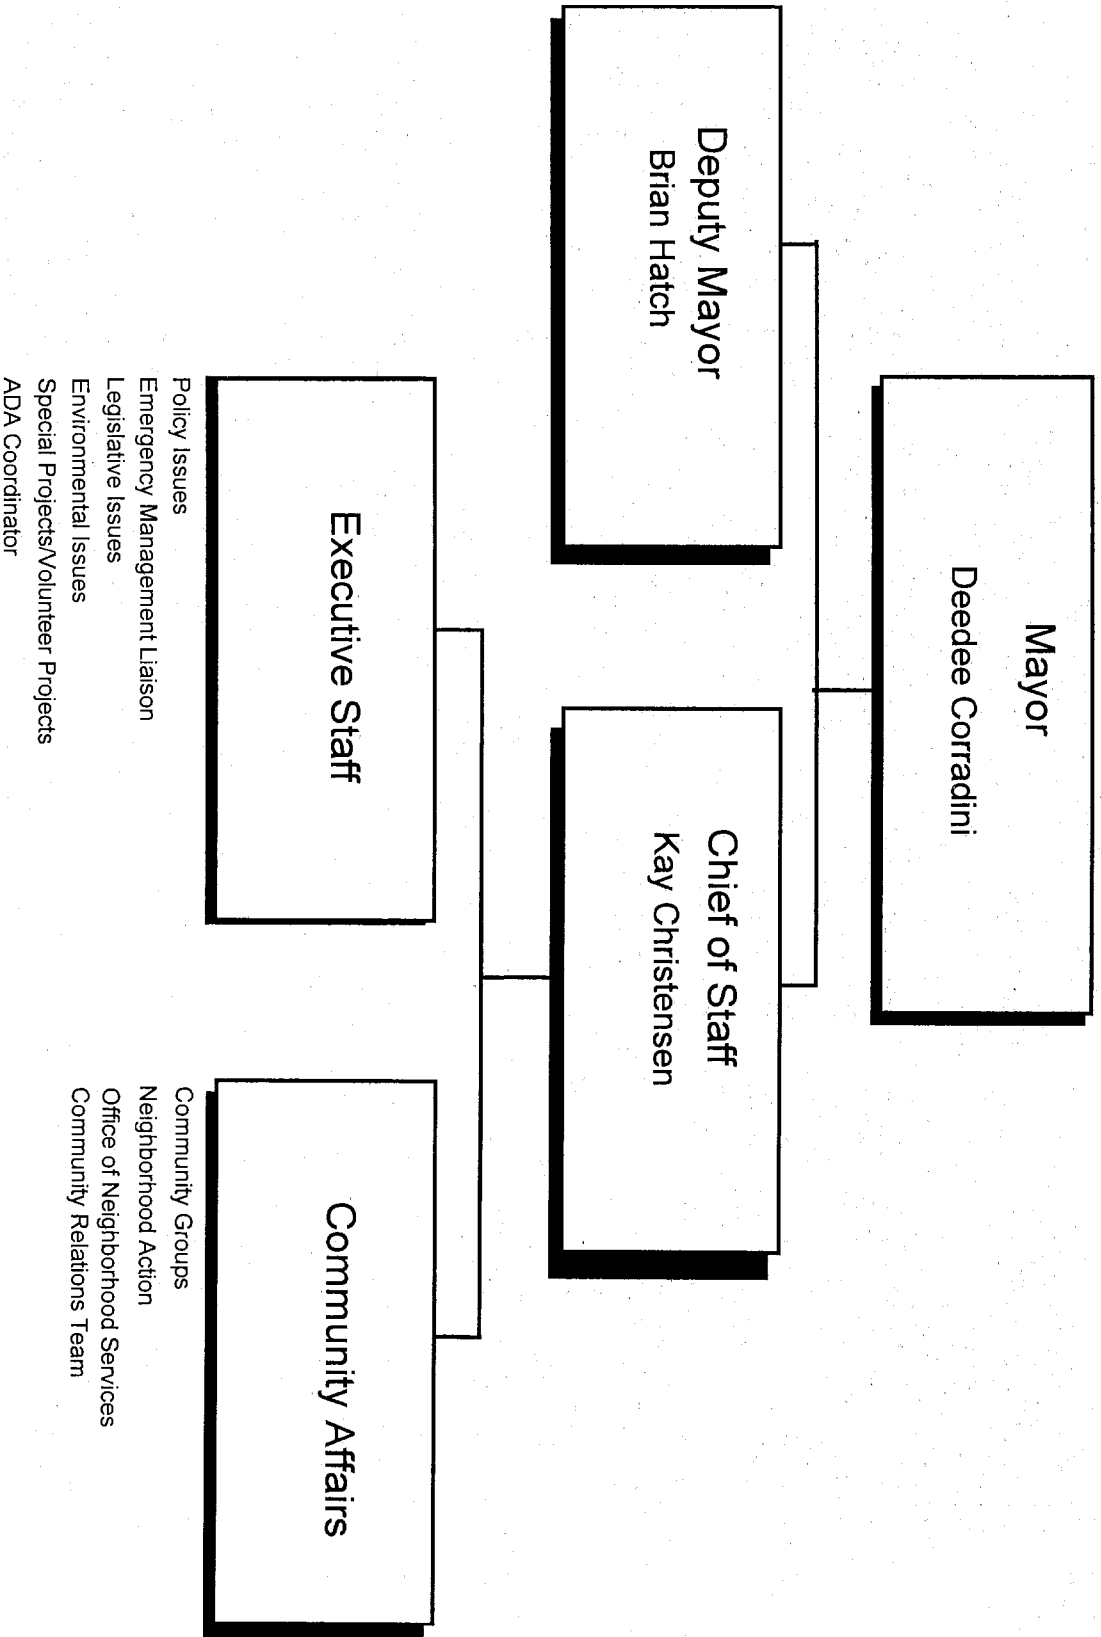 Mayor
Deedee Corradini
Deputy Mayor
Brian Hatch
Chief of Staff
Kay Christensen
Executive Staff
Policy Issues
Emergency Management Liaison
Legislative Issues
Environmental Issues
Special Projects/Volunteer Projects
ADA Coordinator
Community Affairs
Community Groups
Neighborhood Action
Office of Neighborhood Services
Community Relations Team